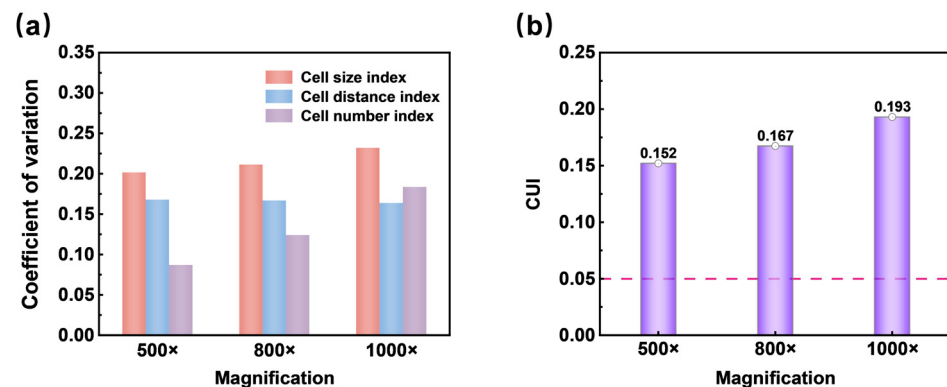 (a)
Coefficient of variation
0.35
0.30
0.25
0.20
0.15
0.10
0.05
0.00
Cell size index
Cell distance index
Cell number index
500× 800× 1000×
Magnification
(b)
CUI
0.25
0.20
0.15
0.10
0.05
0.00
0.152
0.167
0.193
500× 800× 1000×
Magnification